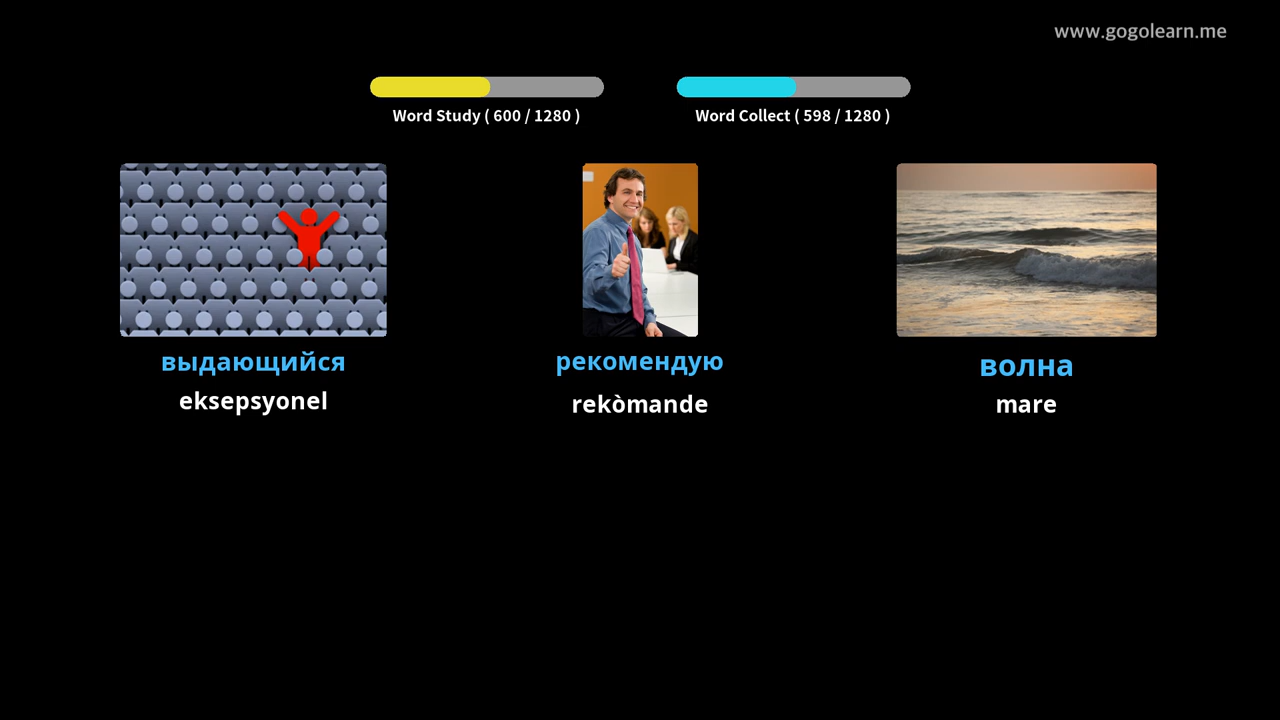 www.gogolearn.me
Word Study ( 600 / 1280 )
Word Collect ( 598 / 1280 )
выдающийся
eksepsyonel
рекомендую
rekòmande
волна
mare